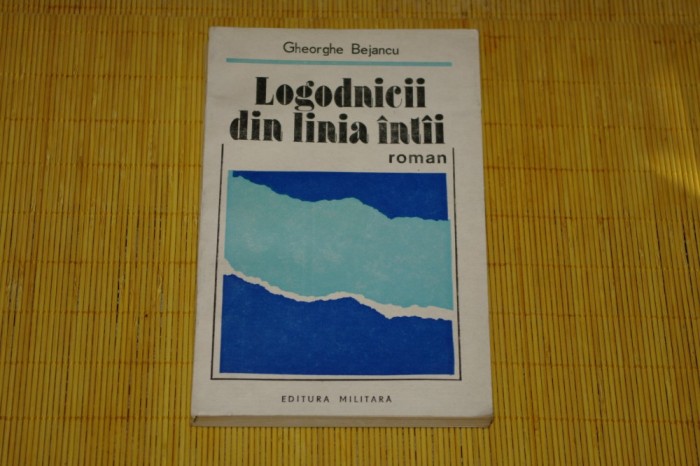 Gheorghe Bejancu
Logodnicii
din linia întîi
roman
EDITURA MILITARĂ